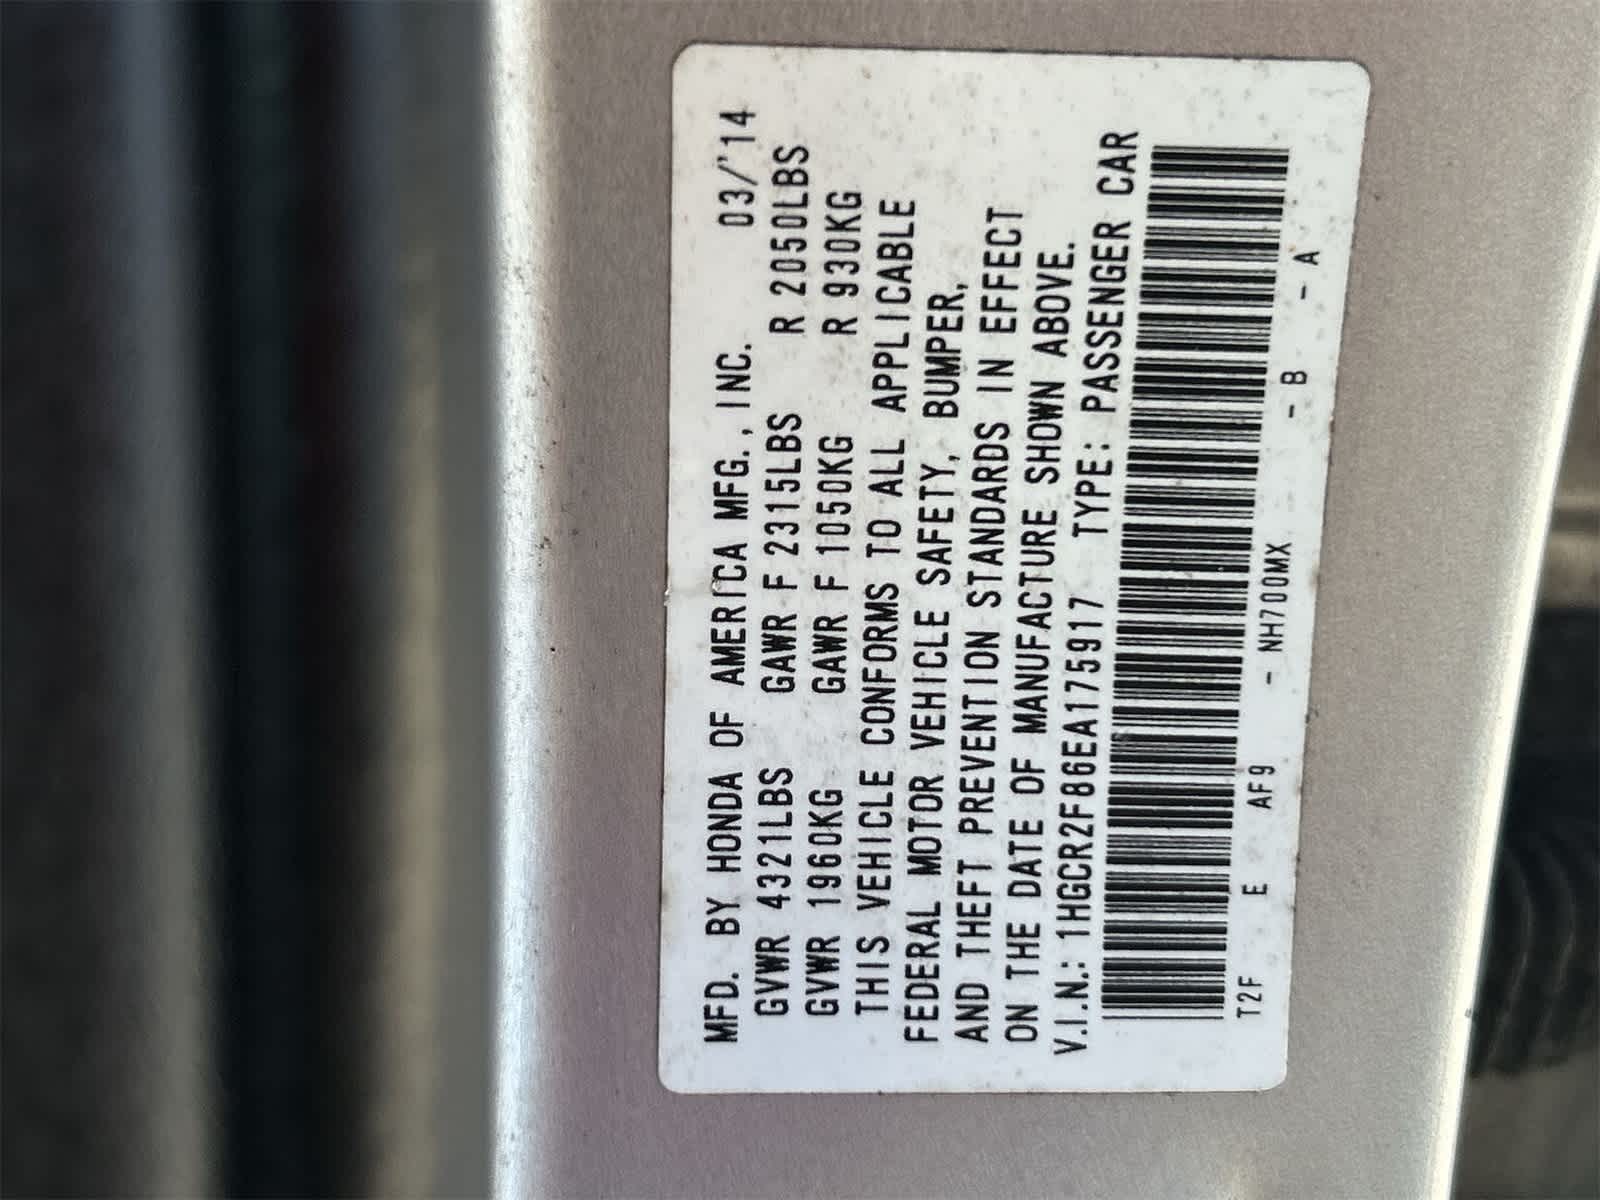 MFD. BY HONDA OF AMERICA MFG., INC. 03/'14
GVWR 4321LBS GAWR F 2315LBS R 2050LBS
GVWR 1960KG GAWR F 1050KG R 930KG
THIS VEHICLE CONFORMS TO ALL APPLICABLE
FEDERAL MOTOR VEHICLE SAFETY, BUMPER,
AND THEFT PREVENTION STANDARDS IN EFFECT
ON THE DATE OF MANUFACTURE SHOWN ABOVE.
V.I.N.: 1HGCR2F86EA175917 TYPE: PASSENGER CAR
T2F E AF9 - NH700MX - B - A